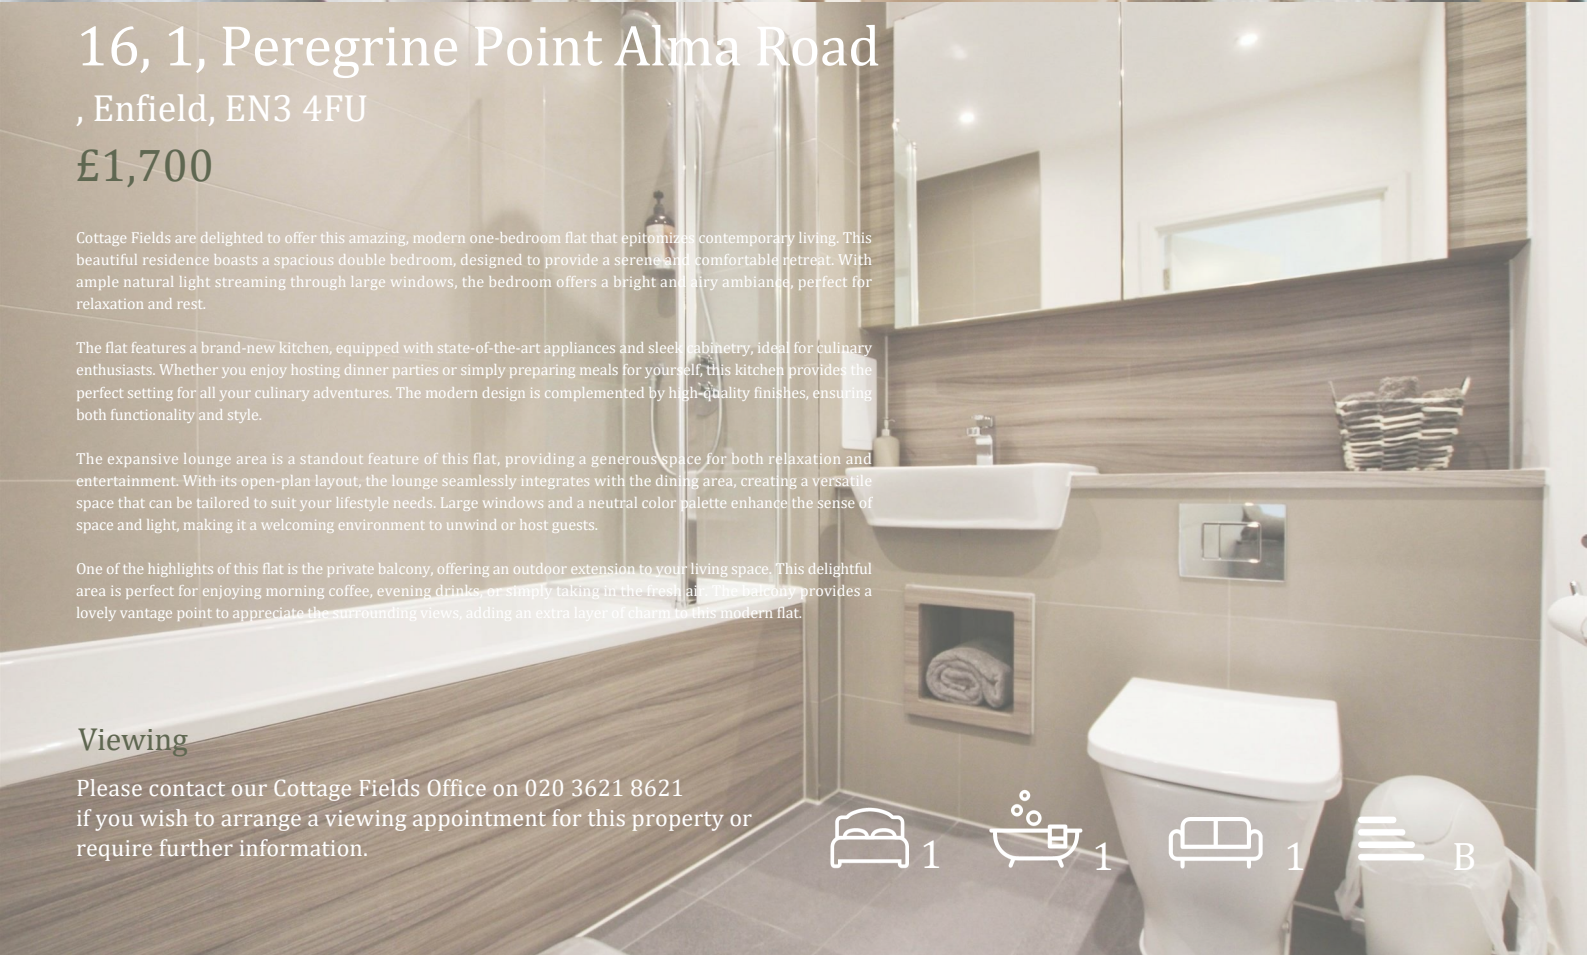 16, 1, Peregrine Point Alma Road
, Enfield, EN3 4FU
£1,700
Cottage Fields are delighted to offer this amazing, modern one-bedroom flat that epitomizes contemporary living. This
beautiful residence boasts a spacious double bedroom, designed to provide a serene and comfortable retreat. With
ample natural light streaming through large windows, the bedroom offers a bright and airy ambiance, perfect for
relaxation and rest.
The flat features a brand-new kitchen, equipped with state-of-the-art appliances and sleek cabinetry, ideal for culinary
enthusiasts. Whether you enjoy hosting dinner parties or simply preparing meals for yourself, this kitchen provides the
perfect setting for all your culinary adventures. The modern design is complemented by high-quality finishes, ensuring
both functionality and style.
The expansive lounge area is a standout feature of this flat, providing a generous space for both relaxation and
entertainment. With its open-plan layout, the lounge seamlessly integrates with the dining area, creating a versatile
space that can be tailored to suit your lifestyle needs. Large windows and a neutral color palette enhance the sense of
space and light, making it a welcoming environment to unwind or host guests.
One of the highlights of this flat is the private balcony, offering an outdoor extension to your living space. This delightful
area is perfect for enjoying morning coffee, evening drinks, or simply taking in the fresh air. The balcony provides a
lovely vantage point to appreciate the surrounding views, adding an extra layer of charm to this modern flat.
Viewing
Please contact our Cottage Fields Office on 020 3621 8621
if you wish to arrange a viewing appointment for this property or
require further information.
1 1 1 B